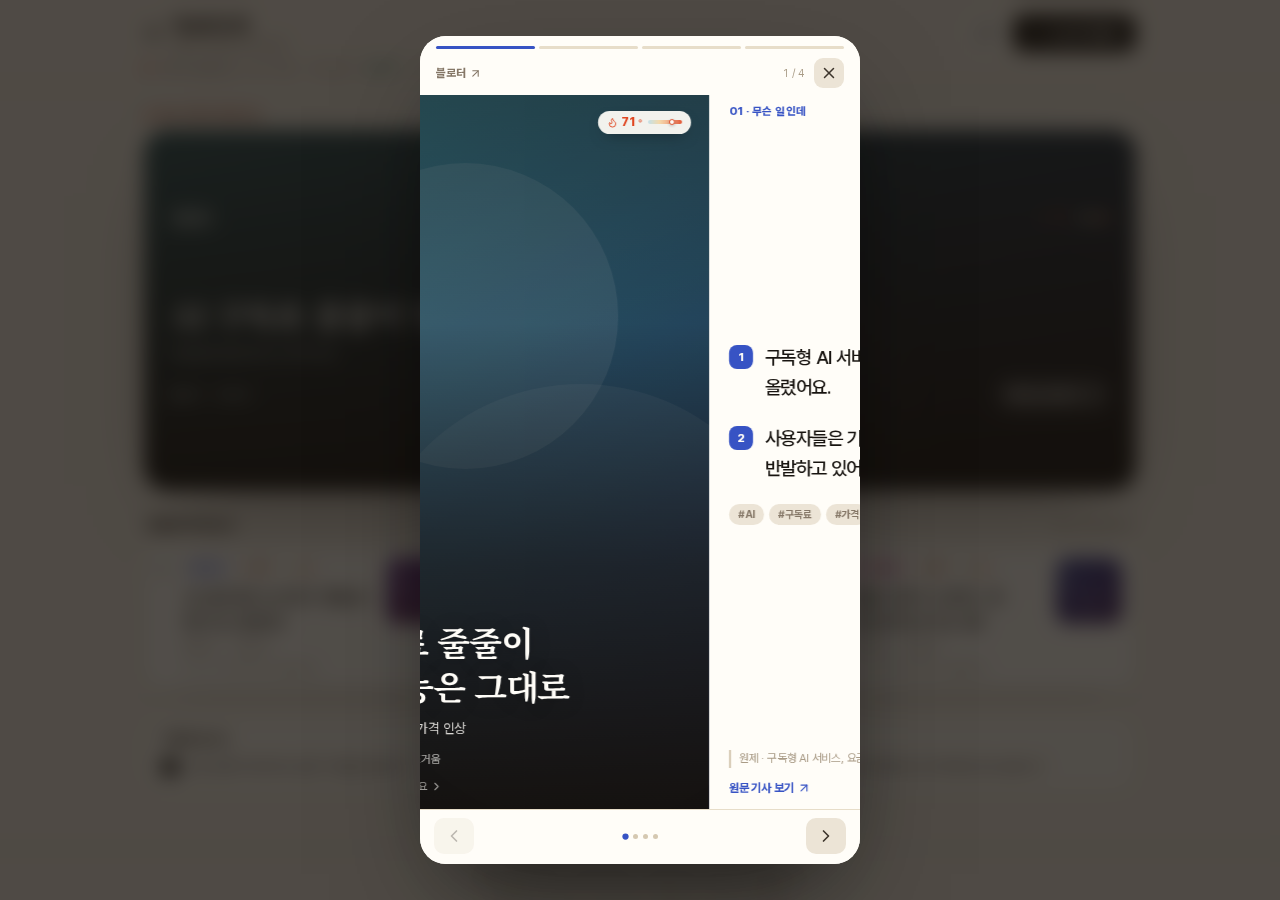 블로터
1 / 4
71°
줄줄이
은 그대로
가격 인상
거움
요
01 · 무슨 일인데
1 구독형 AI 서비
올렸어요.
2 사용자들은 기
반발하고 있어
#AI #구독료 #가격
원제 · 구독형 AI 서비스, 요금
원문 기사 보기